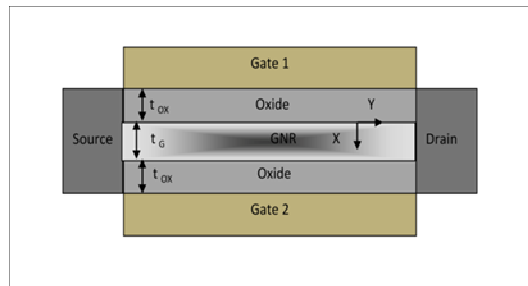 Gate 1
t OX
Oxide
Y
Source
t G
GNR
X
Drain
t OX
Oxide
Gate 2